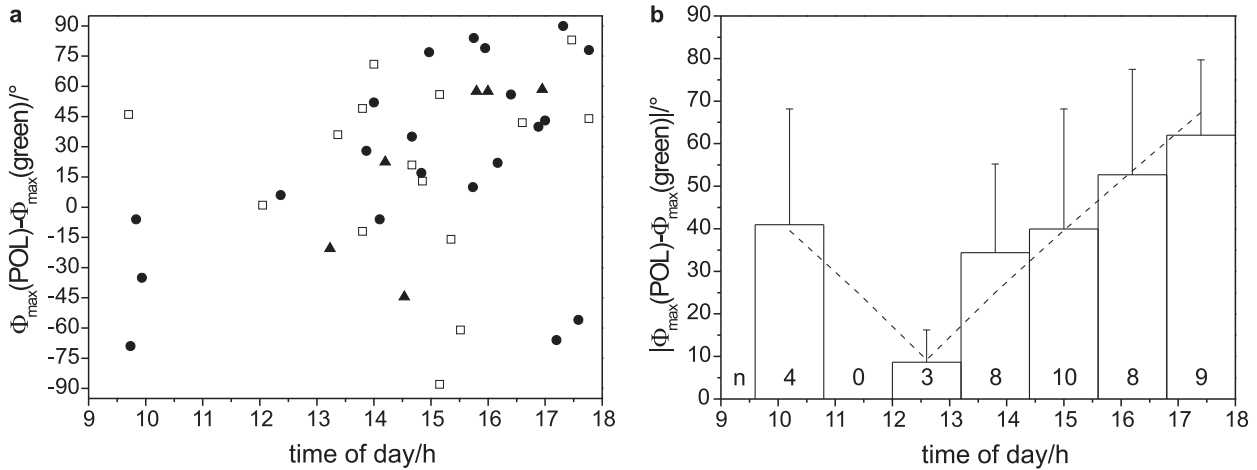 a
90
75
60
45
30
15
0
-15
-30
-45
-60
-75
-90
Φmax(POL)-Φmax(green)/°
9 10 11 12 13 14 15 16 17 18
time of day/h
b
90
80
70
60
50
40
30
20
10
0
|Φmax(POL)-Φmax(green)|/°
n 4 0 3 8 10 8 9
9 10 11 12 13 14 15 16 17 18
time of day/h